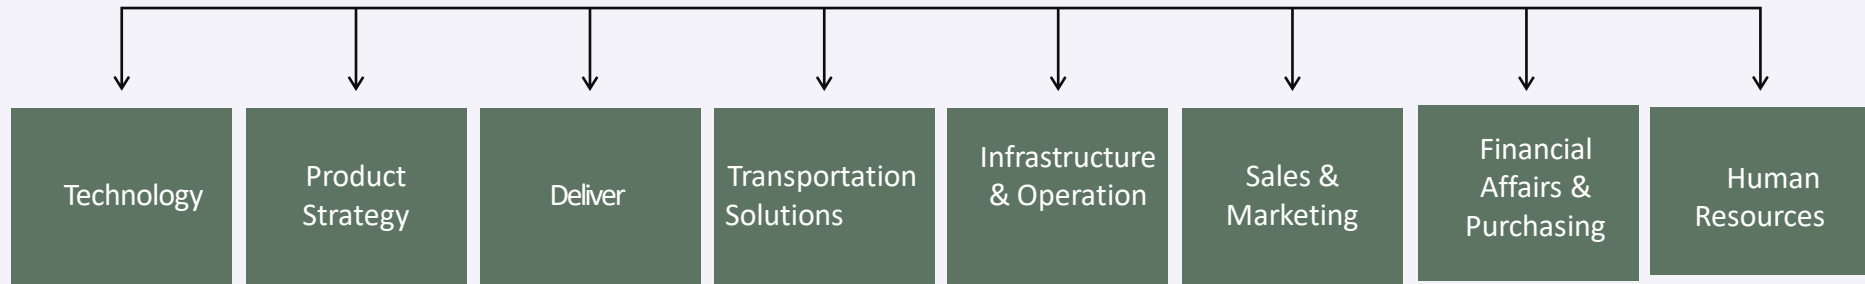 Technology
Product
Strategy
Deliver
Transportation
Solutions
Infrastructure
& Operation
Sales &
Marketing
Financial
Affairs &
Purchasing
Human
Resources